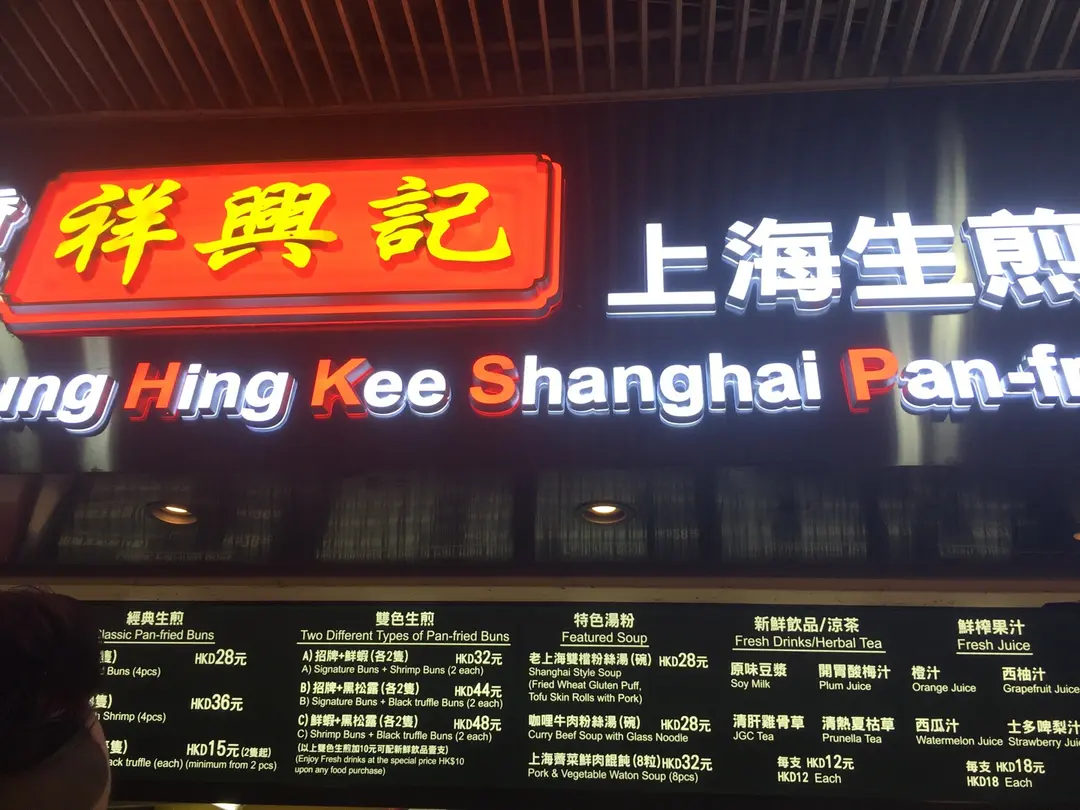 祥興記
上海生煎
ung Hing Kee Shanghai Pan-fr
經典生煎
Classic Pan-fried Buns
隻) HKD28元
Buns (4pcs)
隻) HKD36元
h Shrimp (4pcs)
隻) HKD15元(2隻起)
ack truffle (each) (minimum from 2 pcs)
雙色生煎
Two Different Types of Pan-fried Buns
A)招牌+鮮蝦(各2隻) HKD32元
A) Signature Buns + Shrimp Buns (2 each)
B)招牌+黑松露(各2隻) HKD44元
B) Signature Buns + Black truffle Buns (2 each)
C)鮮蝦+黑松露(各2隻) HKD48元
C) Shrimp Buns + Black truffle Buns (2 each)
(以上雙色生煎加10元可配新鮮飲品壹支)
(Enjoy Fresh drinks at the special price HK$10
upon any food purchase)
特色湯粉
Featured Soup
老上海雙檔粉絲湯(碗) HKD28元
Shanghai Style Soup
(Fried Wheat Gluten Puff,
Tofu Skin Rolls with Pork)
咖哩牛肉粉絲湯(碗) HKD28元
Curry Beef Soup with Glass Noodle
上海薺菜鮮肉餛飩(8粒)HKD32元
Pork & Vegetable Waton Soup (8pcs)
新鮮飲品/涼茶
Fresh Drinks/Herbal Tea
原味豆漿 開胃酸梅汁
Soy Milk Plum Juice
清肝雞骨草 清熱夏枯草
JGC Tea Prunella Tea
每支 HKD12元
HKD12 Each
鮮榨果汁
Fresh Juice
橙汁 西柚汁
Orange Juice Grapefruit Juice
西瓜汁 士多啤梨汁
Watermelon Juice Strawberry Juic
每支 HKD18元
HKD18 Each